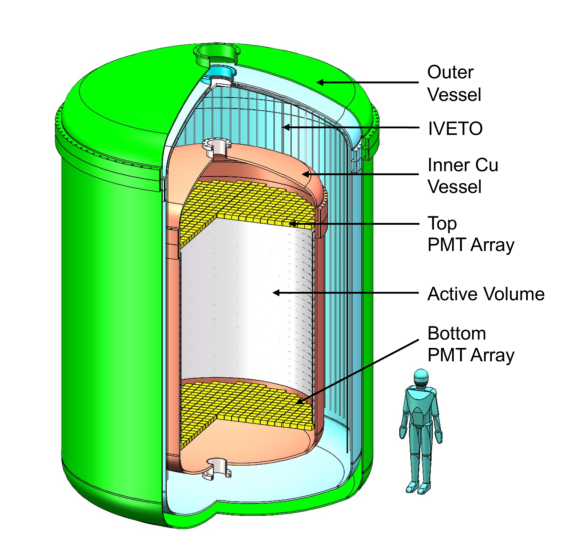 Outer
Vessel
IVETO
Inner Cu
Vessel
Top
PMT Array
Active Volume
Bottom
PMT Array